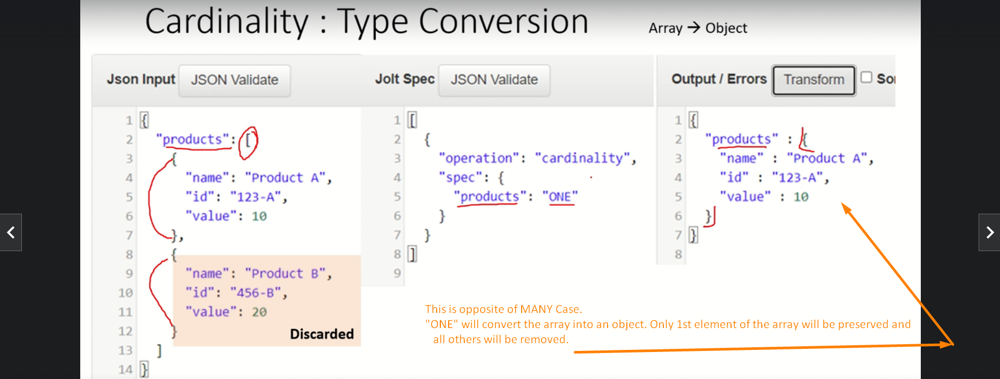 Cardinality : Type Conversion
Array → Object
Json Input JSON Validate
1 {
2 "products": [
3 {
4 "name": "Product A",
5 "id": "123-A",
6 "value": 10
7 },
8 {
9 "name": "Product B",
10 "id": "456-B",
11 "value": 20
12 }
Discarded
13 ]
14 }
Jolt Spec JSON Validate
1 [
2 {
3 "operation": "cardinality",
4 "spec": {
5 "products": "ONE"
6 }
7 }
8 ]
9
Output / Errors Transform So
1 {
2 "products" : {
3 "name" : "Product A",
4 "id" : "123-A",
5 "value" : 10
6 }
7 }
8
This is opposite of MANY Case.
"ONE" will convert the array into an object. Only 1st element of the array will be preserved and
all others will be removed.